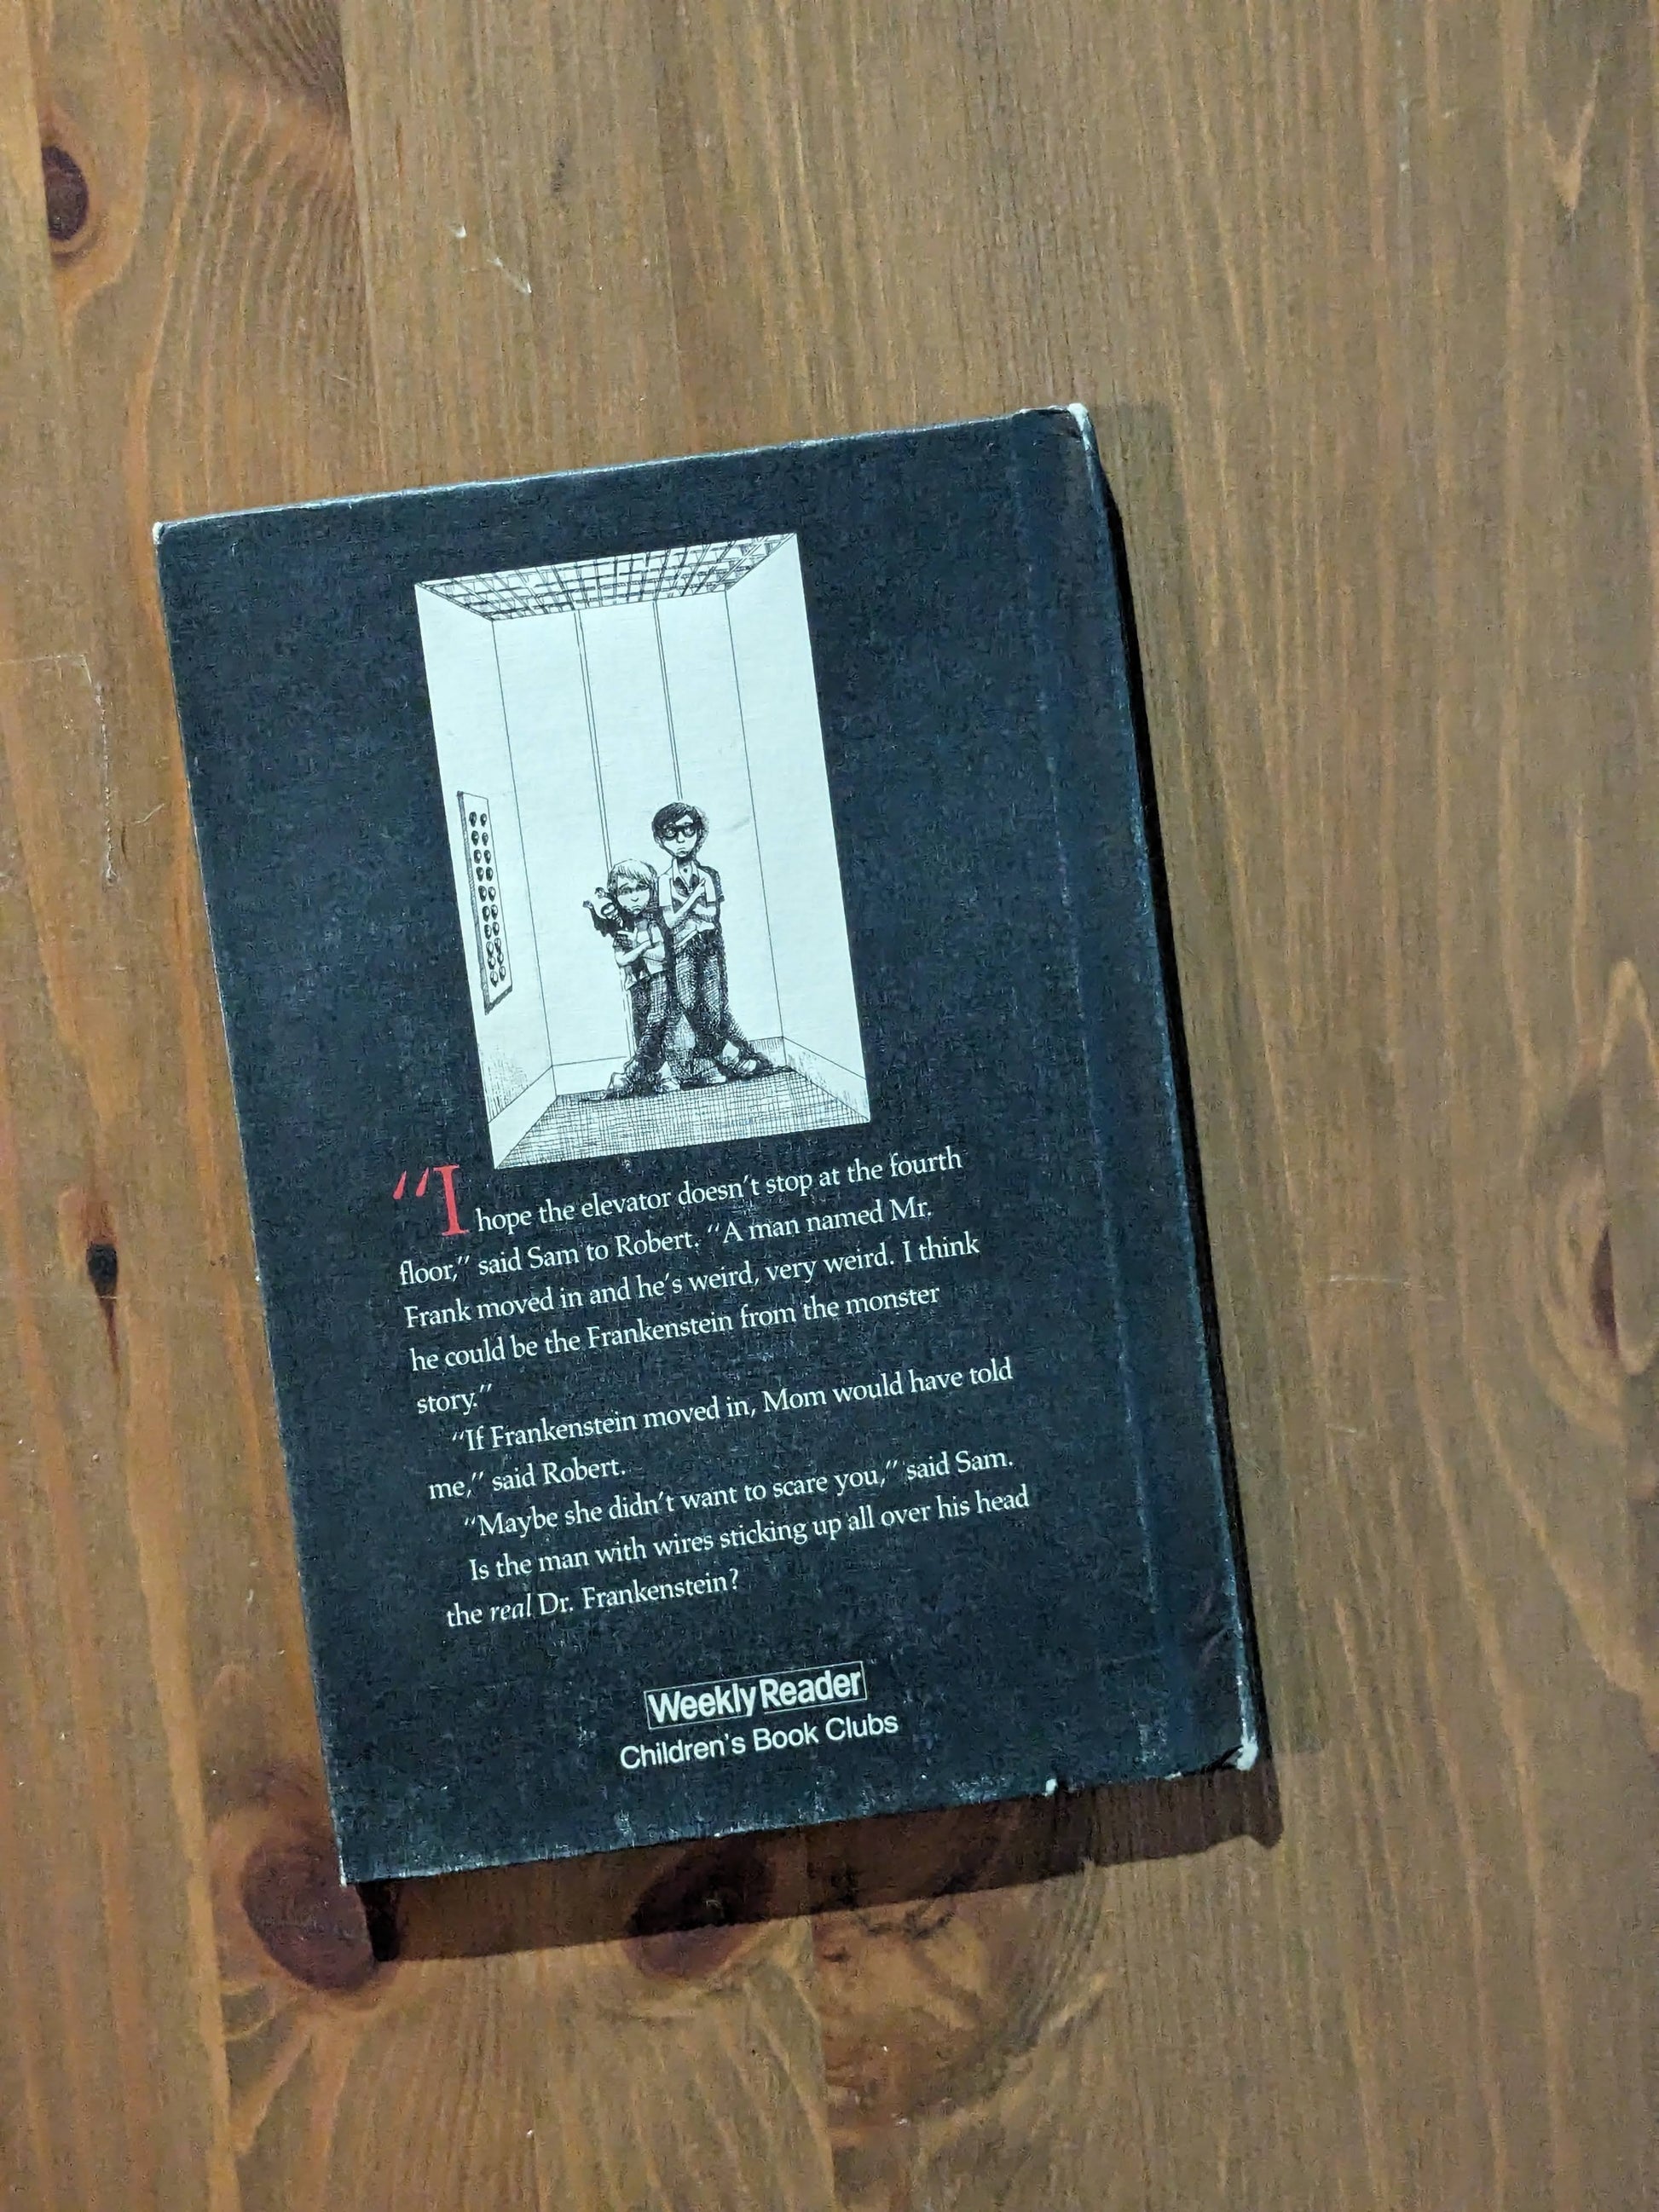 “I hope the elevator doesn’t stop at the fourth
floor,” said Sam to Robert. “A man named Mr.
Frank moved in and he’s weird, very weird. I think
he could be the Frankenstein from the monster
story.”
“If Frankenstein moved in, Mom would have told
me,” said Robert.
“Maybe she didn’t want to scare you,” said Sam.
Is the man with wires sticking up all over his head
the real Dr. Frankenstein?
Weekly Reader
Children’s Book Clubs